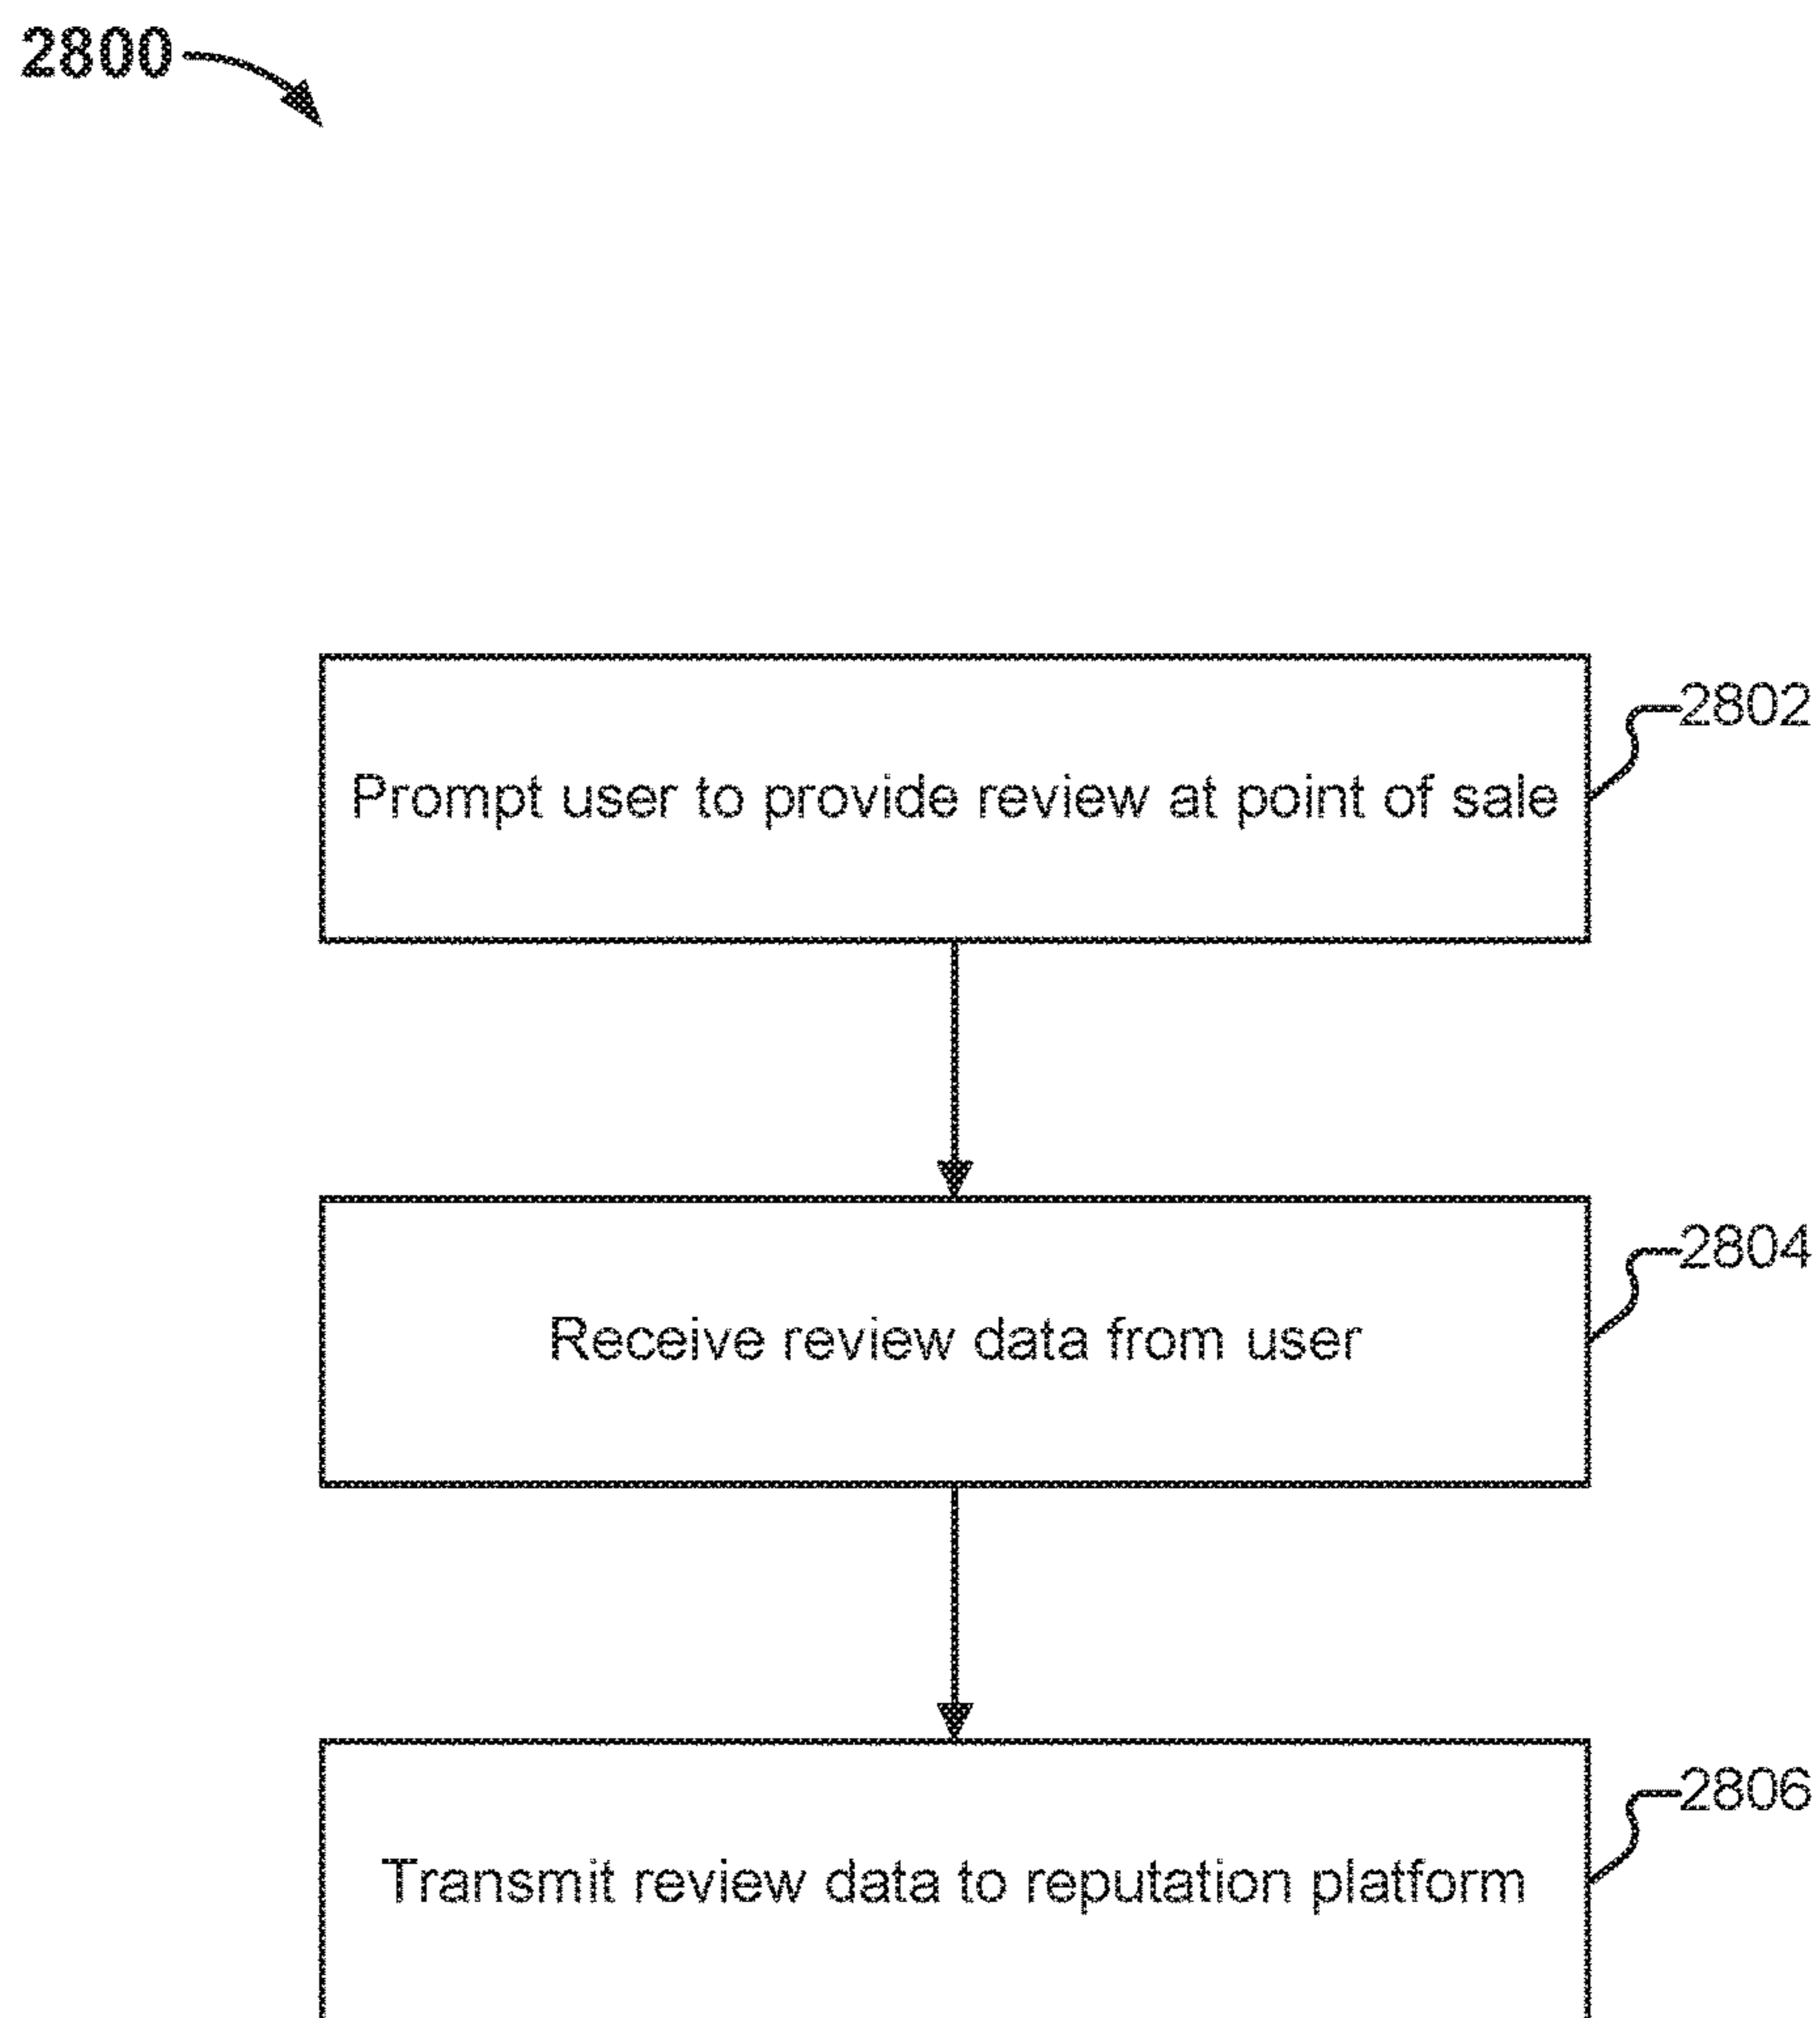 2800
2802
Prompt user to provide review at point of sale
2804
Receive review data from user
2806
Transmit review data to reputation platform